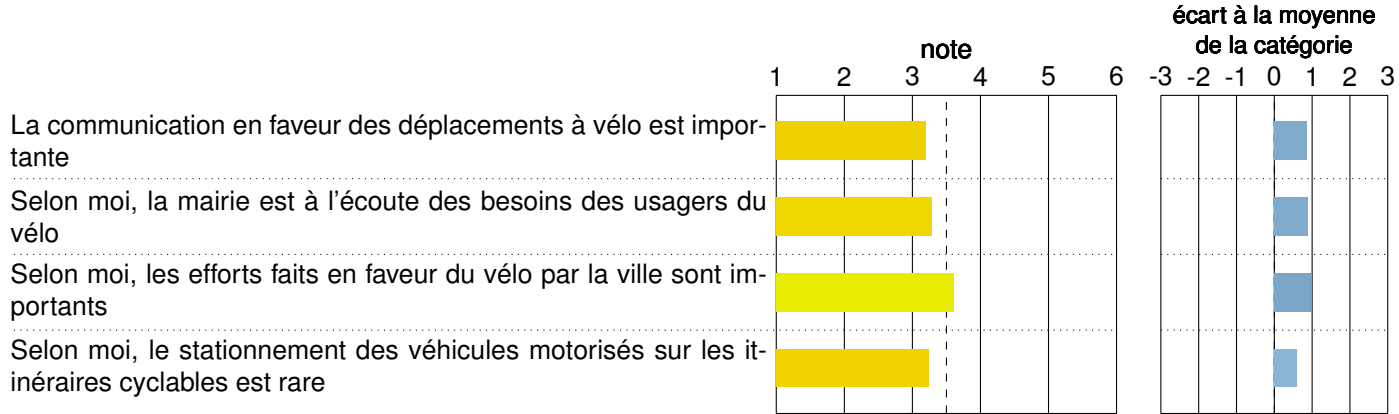 écart à la moyenne
note
de la catégorie
1 2 3 4 5 6
-3 -2 -1 0 1 2 3
La communication en faveur des déplacements à vélo est impor-
tante
Selon moi, la mairie est à l'écoute des besoins des usagers du
vélo
Selon moi, les efforts faits en faveur du vélo par la ville sont im-
portants
Selon moi, le stationnement des véhicules motorisés sur les it-
inéraires cyclables est rare